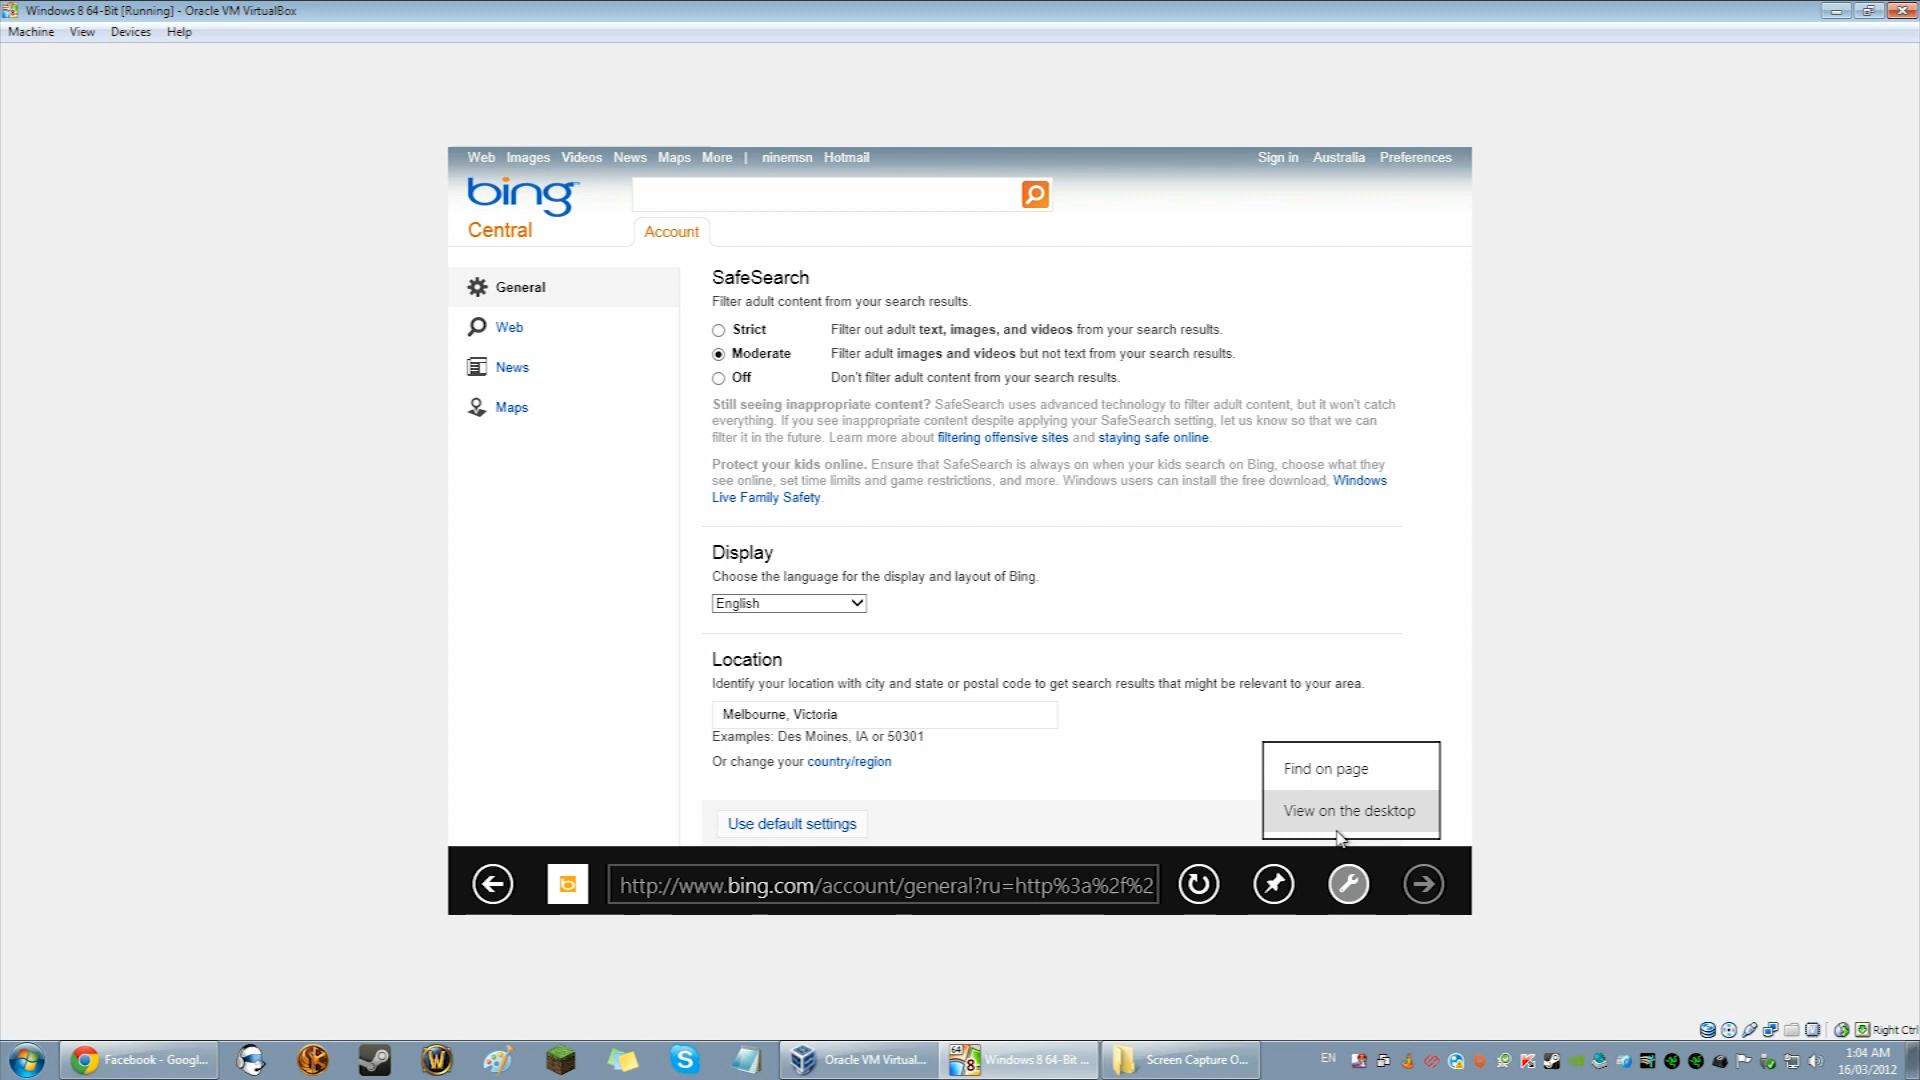 Windows 8 64-Bit [Running] - Oracle VM VirtualBox
Machine View Devices Help
Web Images Videos News Maps More | ninemsn Hotmail Sign in Australia Preferences
bing
Central
Account
General
Web
News
Maps
SafeSearch
Filter adult content from your search results.
Strict Filter out adult text, images, and videos from your search results.
Moderate Filter adult images and videos but not text from your search results.
Off Don't filter adult content from your search results.
Still seeing inappropriate content? SafeSearch uses advanced technology to filter adult content, but it won't catch
everything. If you see inappropriate content despite applying your SafeSearch setting, let us know so that we can
filter it in the future. Learn more about filtering offensive sites and staying safe online.
Protect your kids online. Ensure that SafeSearch is always on when your kids search on Bing, choose what they
see online, set time limits and game restrictions, and more. Windows users can install the free download, Windows
Live Family Safety.
Display
Choose the language for the display and layout of Bing.
English
Location
Identify your location with city and state or postal code to get search results that might be relevant to your area.
Melbourne, Victoria
Examples: Des Moines, IA or 50301
Or change your country/region
Use default settings
Find on page
View on the desktop
http://www.bing.com/account/general?ru=http%3a%2f%2
Right Ctrl
Facebook - Googl...
Oracle VM Virtual...
Windows 8 64-Bit ...
Screen Capture O...
EN
1:04 AM
16/03/2012